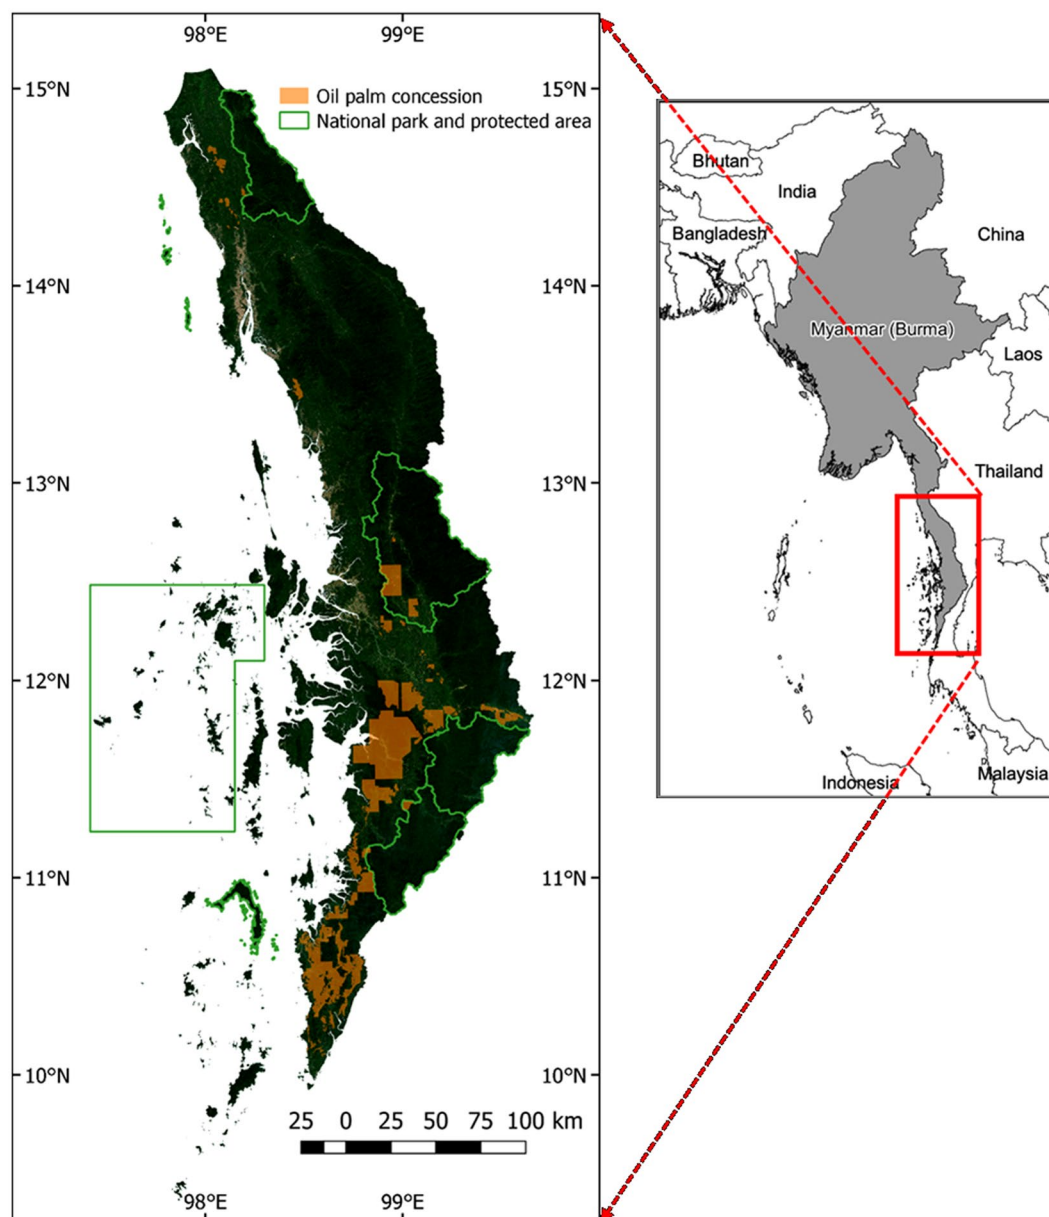 98°E 99°E
15°N 15°N
Oil palm concession
National park and protected area
14°N 14°N
13°N 13°N
12°N 12°N
11°N 11°N
10°N 10°N
25 0 25 50 75 100 km
98°E 99°E
Bhutan
India
Bangladesh
China
Myanmar (Burma)
Laos
Thailand
Indonesia
Malaysia